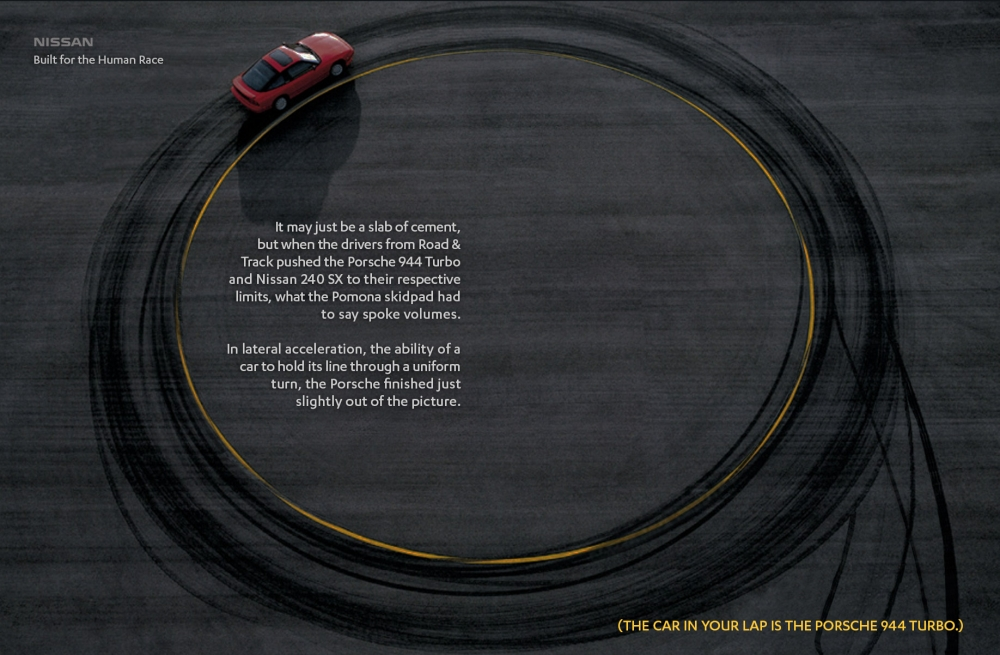 NISSAN
Built for the Human Race
It may just be a slab of cement,
but when the drivers from Road &
Track pushed the Porsche 944 Turbo
and Nissan 240 SX to their respective
limits, what the Pomona skidpad had
to say spoke volumes.
In lateral acceleration, the ability of a
car to hold its line through a uniform
turn, the Porsche finished just
slightly out of the picture.
(THE CAR IN YOUR LAP IS THE PORSCHE 944 TURBO.)